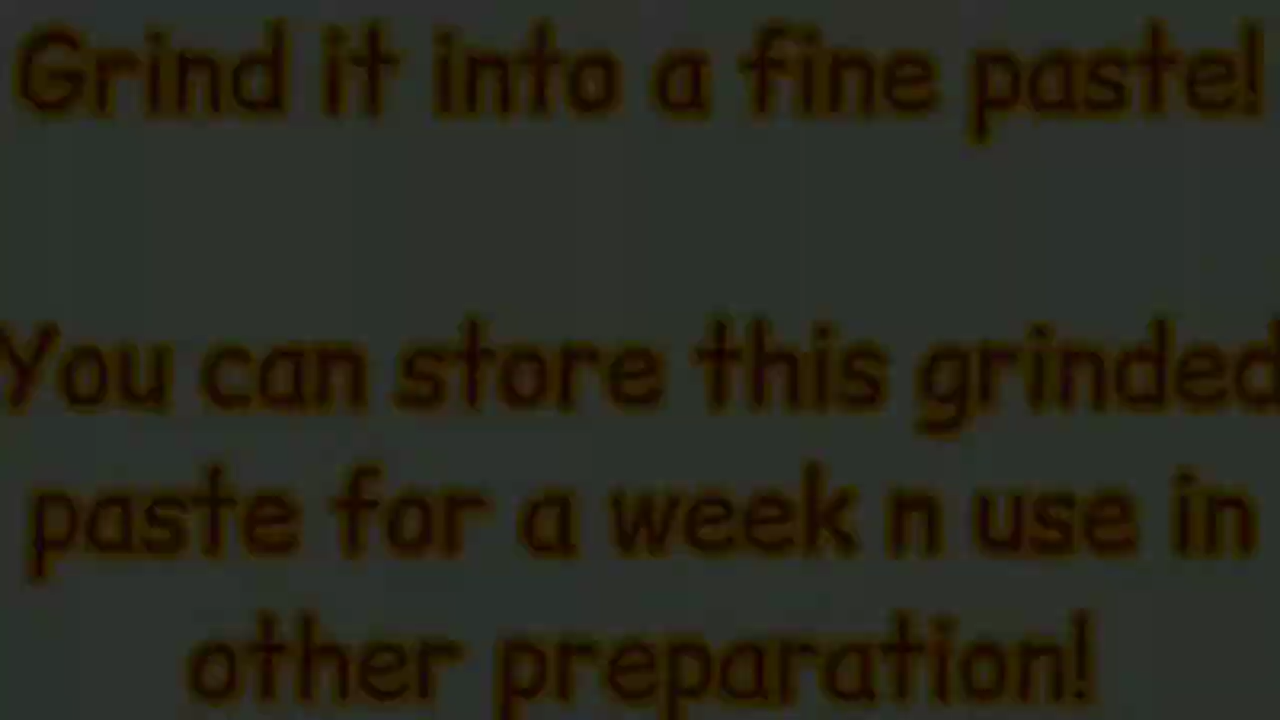 Grind it into a fine paste!
You can store this grinded
paste for a week n use in
other preparation!